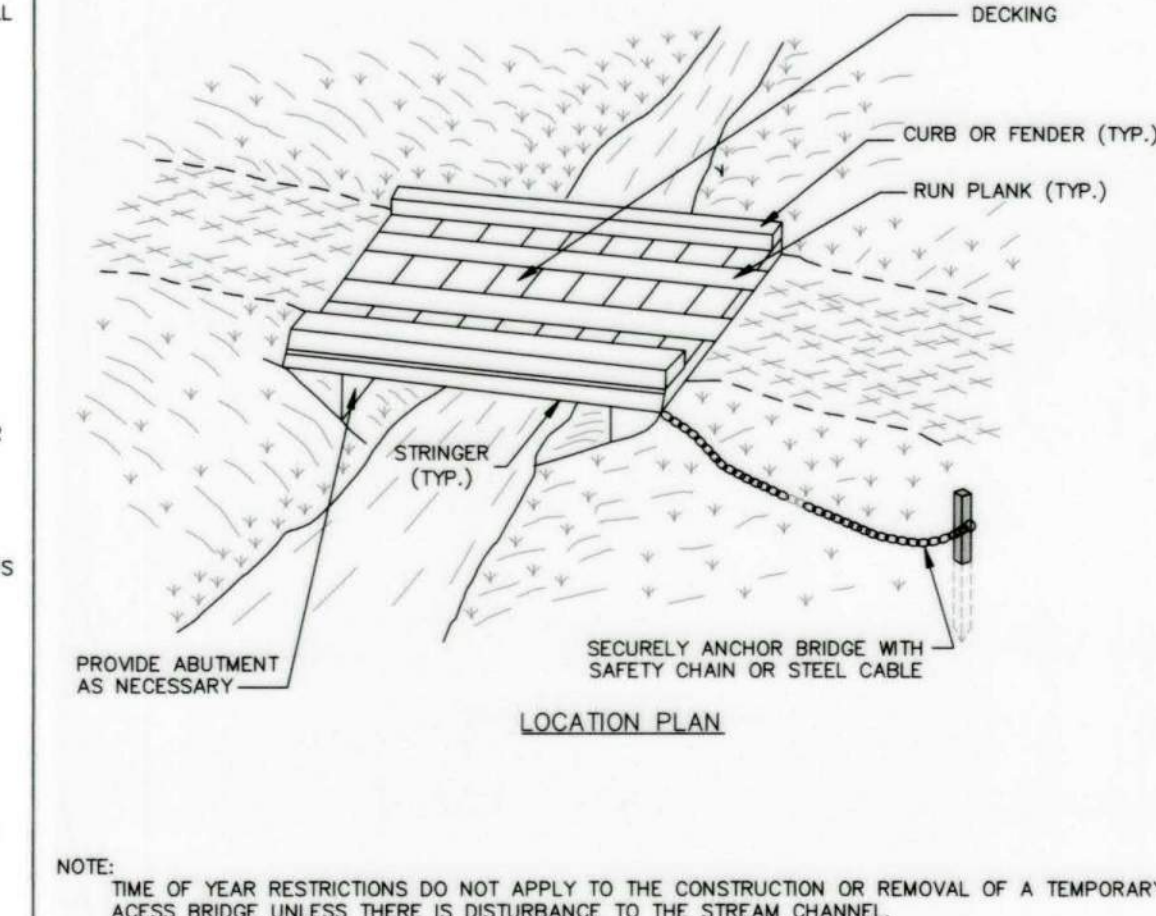 LL
DECKING
CURB OR FENDER (TYP.)
RUN PLANK (TYP.)
STRINGER
(TYP.)
S
PROVIDE ABUTMENT
AS NECESSARY
SECURELY ANCHOR BRIDGE WITH
SAFETY CHAIN OR STEEL CABLE
LOCATION PLAN
NOTE:
TIME OF YEAR RESTRICTIONS DO NOT APPLY TO THE CONSTRUCTION OR REMOVAL OF A TEMPORARY
ACESS BRIDGE UNLESS THERE IS DISTURBANCE TO THE STREAM CHANNEL.